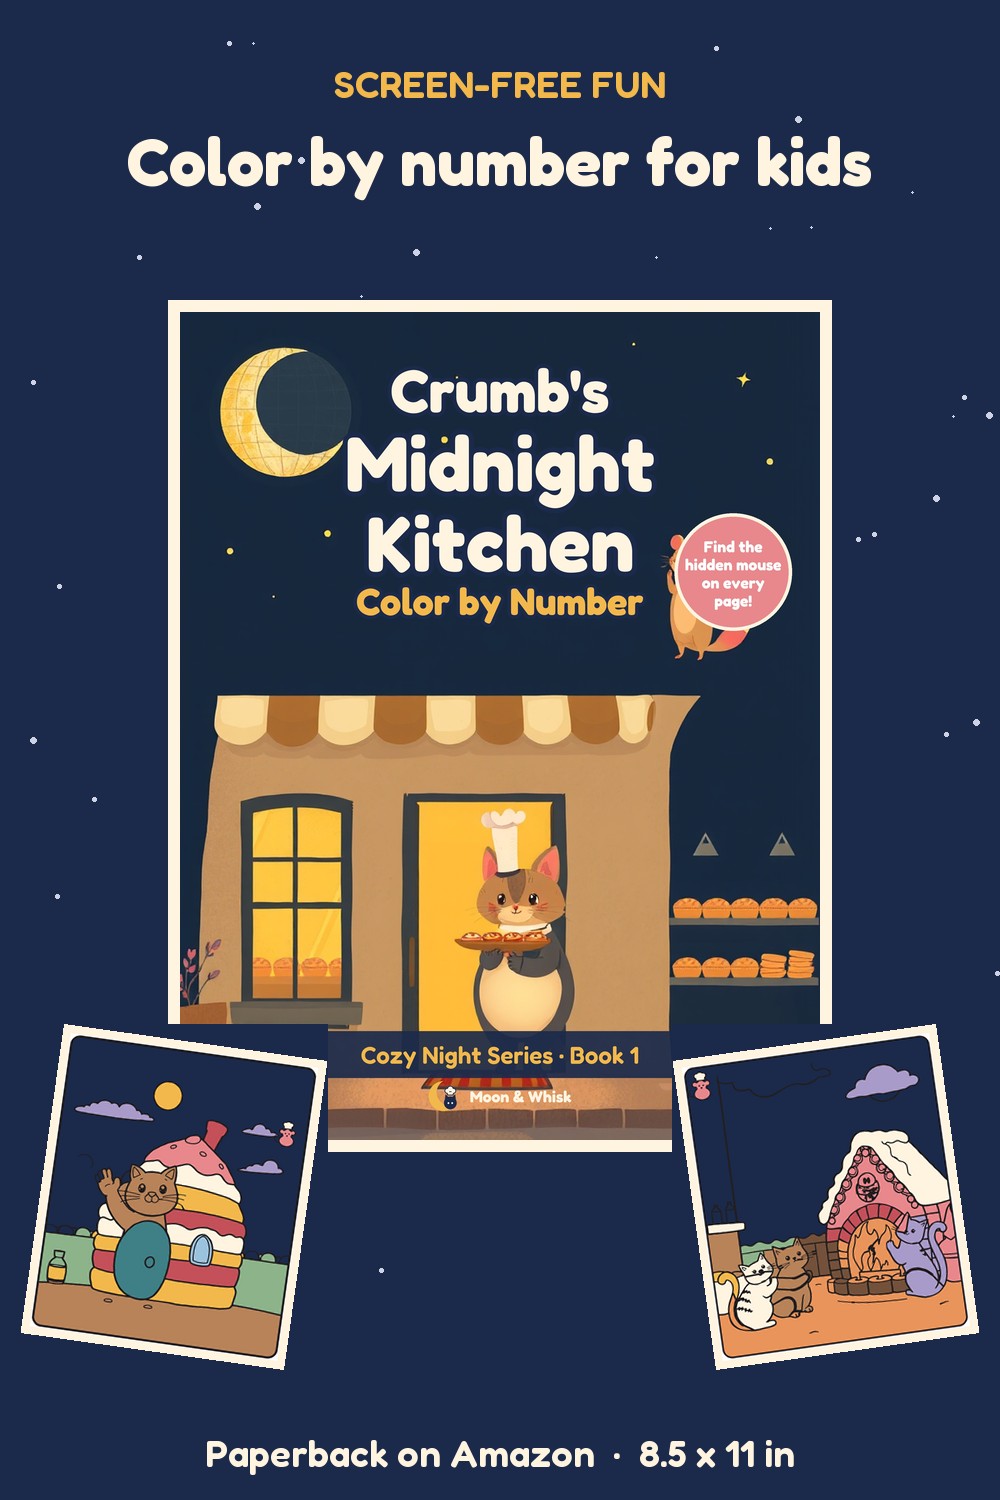 SCREEN-FREE FUN
Color by number for kids
Crumb's
Midnight
Kitchen
Color by Number
Find the
hidden mouse
on every
page!
Cozy Night Series · Book 1
Moon & Whisk
Paperback on Amazon · 8.5 x 11 in